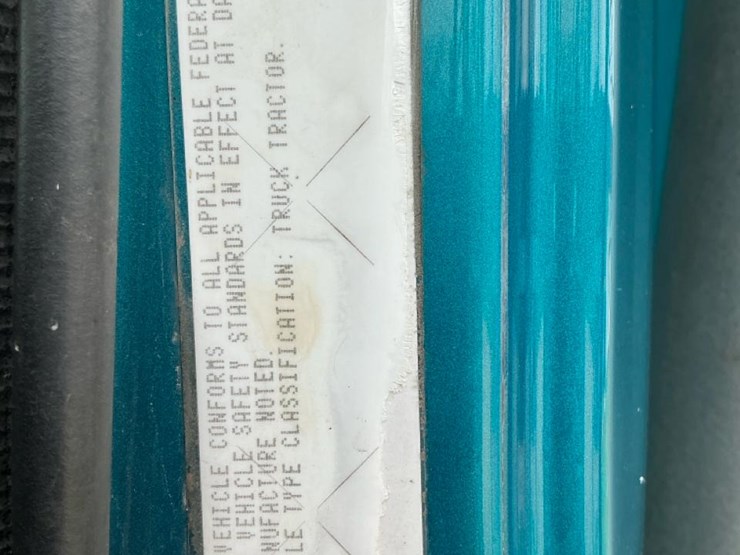 VEHICLE CONFORMS TO ALL APPLICABLE FEDERA
VEHICLE SAFETY STANDARDS IN EFFECT AT DA
NUFACTURE NOTED.
LE TYPE CLASSIFICATION: TRUCK TRACTOR.